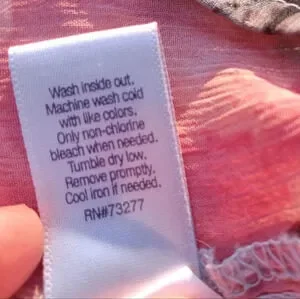 Wash inside out.
Machine wash cold
with like colors.
Only non-chlorine
bleach when needed.
Tumble dry low.
Remove promptly.
Cool iron if needed.
RN#73277